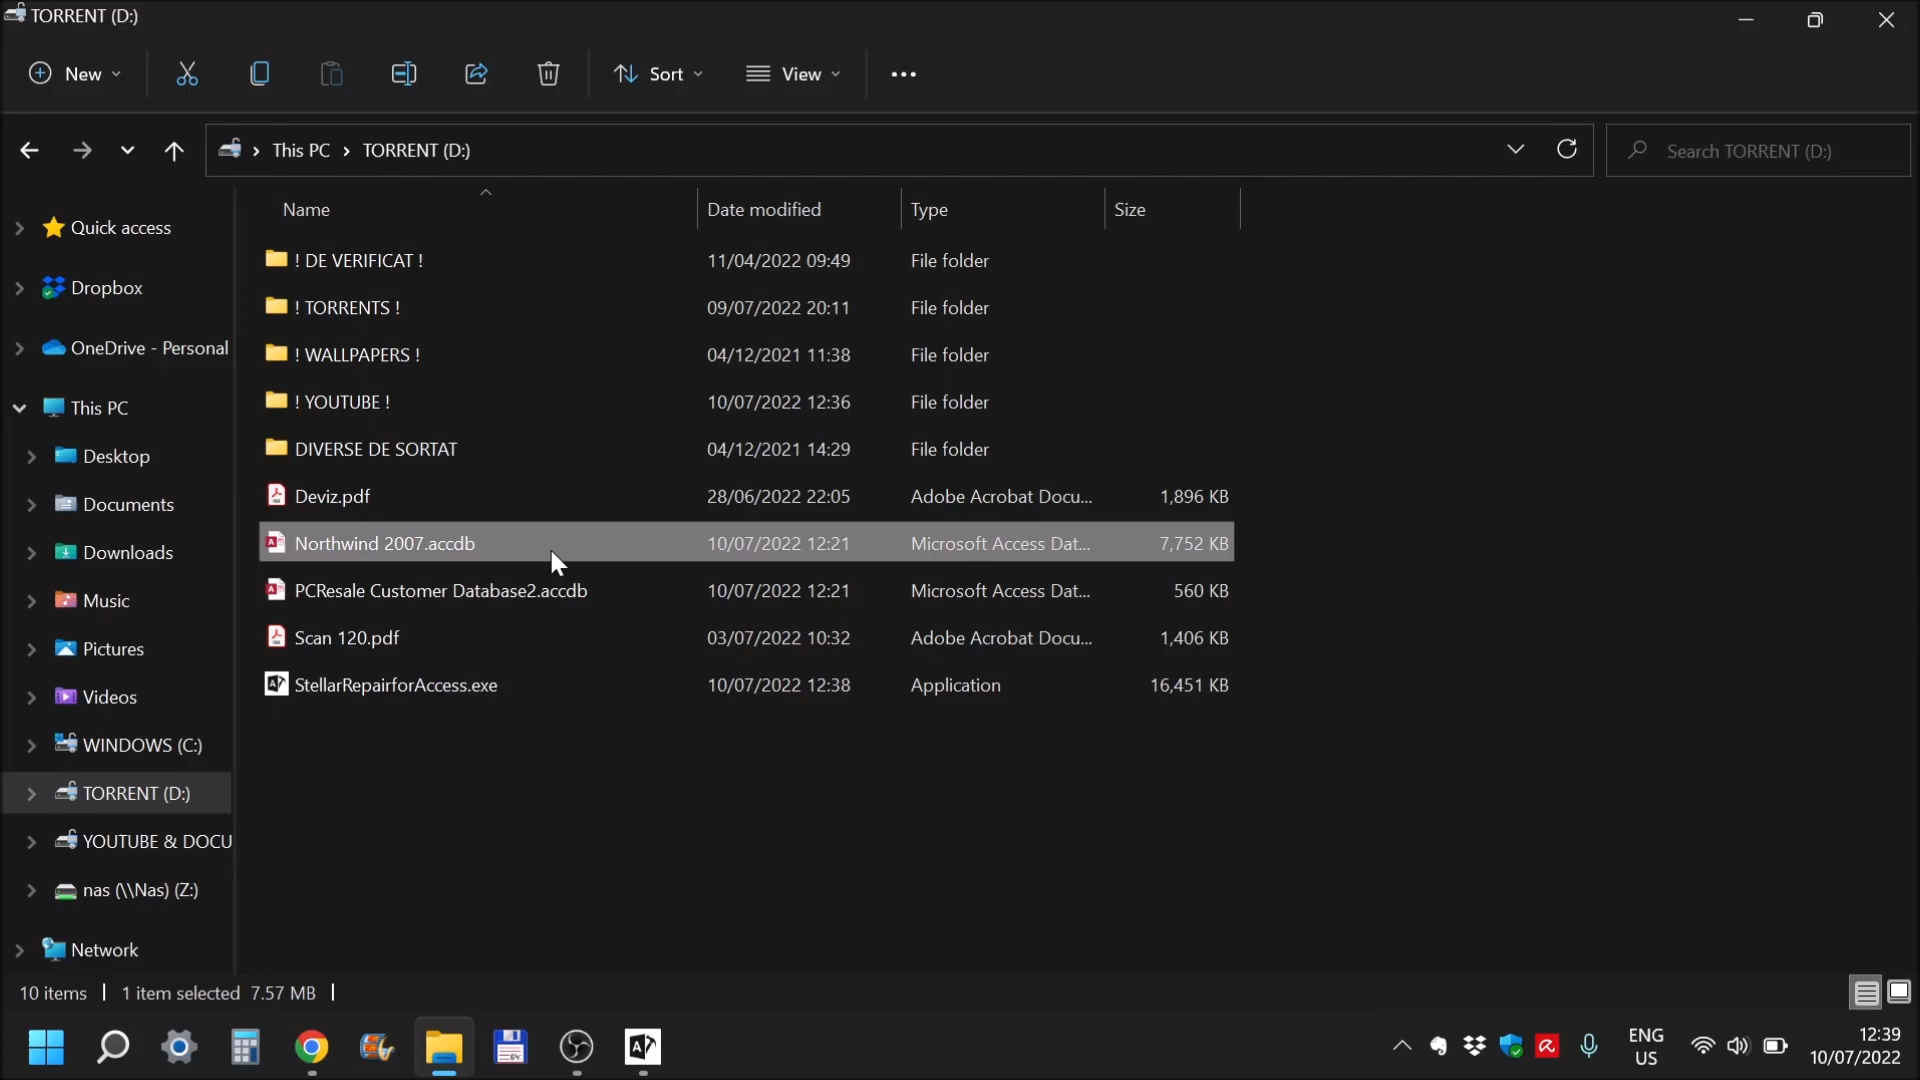 TORRENT (D:)
New
Sort
View
This PC
TORRENT (D:)
Search TORRENT (D:)
Name
Date modified
Type
Size
Quick access
Dropbox
OneDrive - Personal
This PC
Desktop
Documents
Downloads
Music
Pictures
Videos
WINDOWS (C:)
TORRENT (D:)
YOUTUBE & DOCU
nas (\\Nas) (Z:)
Network
! DE VERIFICAT ! 11/04/2022 09:49 File folder
! TORRENTS ! 09/07/2022 20:11 File folder
! WALLPAPERS ! 04/12/2021 11:38 File folder
! YOUTUBE ! 10/07/2022 12:36 File folder
DIVERSE DE SORTAT 04/12/2021 14:29 File folder
Deviz.pdf 28/06/2022 22:05 Adobe Acrobat Docu... 1,896 KB
Northwind 2007.accdb 10/07/2022 12:21 Microsoft Access Dat... 7,752 KB
PCResale Customer Database2.accdb 10/07/2022 12:21 Microsoft Access Dat... 560 KB
Scan 120.pdf 03/07/2022 10:32 Adobe Acrobat Docu... 1,406 KB
StellarRepairforAccess.exe 10/07/2022 12:38 Application 16,451 KB
10 items
1 item selected 7.57 MB
ENG
US
12:39
10/07/2022